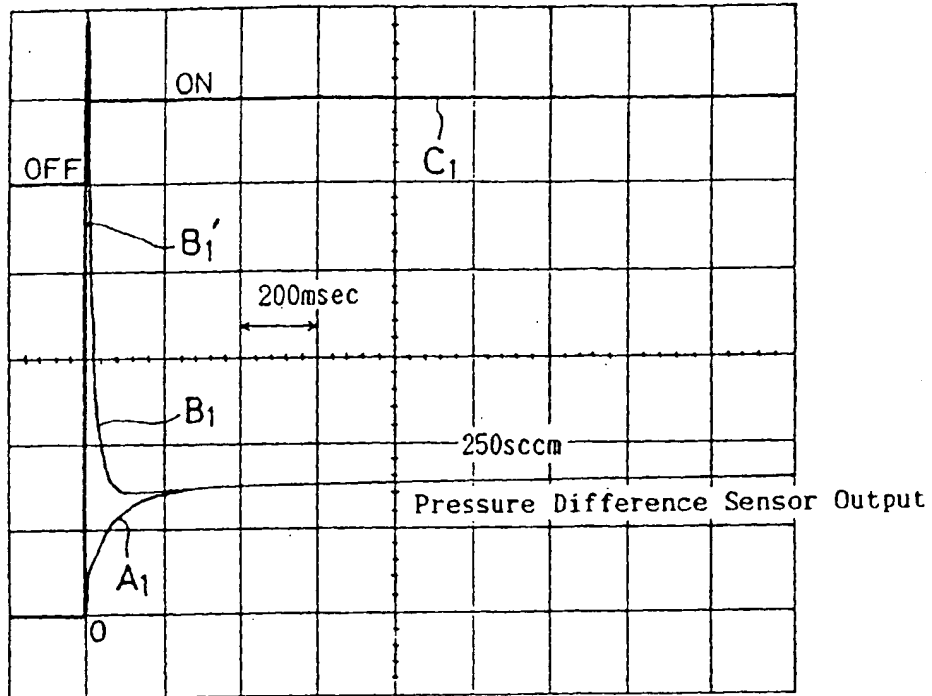 ON
C1
OFF
B1′
200msec
B1
250sccm
Pressure Difference Sensor Output
A1
0